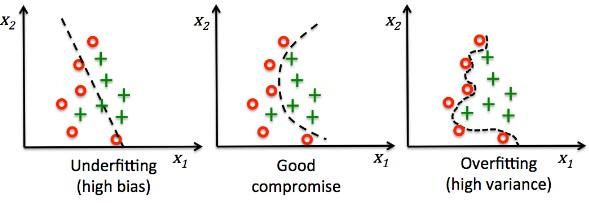 x2
x1
Underfitting
(high bias)
x2
x1
Good
compromise
x2
x1
Overfitting
(high variance)